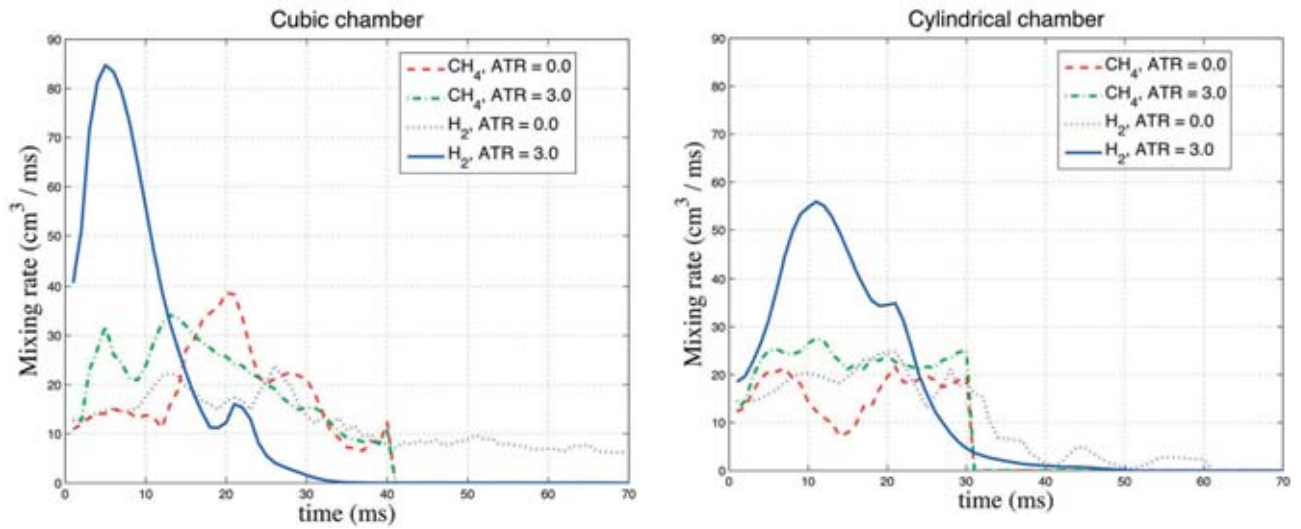 Cubic chamber
90
80
70
60
50
40
30
20
10
0
Mixing rate (cm³ / ms)
CH₄, ATR = 0.0
CH₄, ATR = 3.0
H₂, ATR = 0.0
H₂, ATR = 3.0
0 10 20 30 40 50 60 70
time (ms)
Cylindrical chamber
90
80
70
60
50
40
30
20
10
0
Mixing rate (cm³ / ms)
CH₄, ATR = 0.0
CH₄, ATR = 3.0
H₂, ATR = 0.0
H₂, ATR = 3.0
0 10 20 30 40 50 60 70
time (ms)